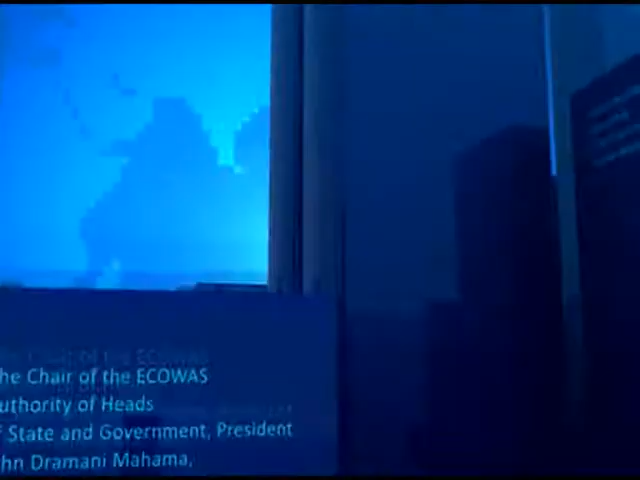 he Chair of the ECOWAS
uthority of Heads
f State and Government, President
hn Dramani Mahama,